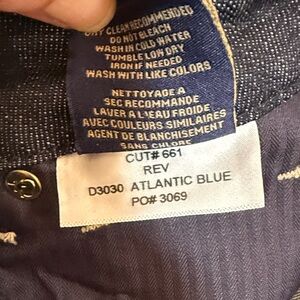 DRY CLEAN RECOMMENDED
DO NOT BLEACH
WASH IN COLD WATER
TUMBLE LOW DRY
IRON IF NEEDED
WASH WITH LIKE COLORS
NETTOYAGE A
SEC RECOMMANDE
LAVER A L'EAU FROIDE
AVEC COULEURS SIMILAIRES
AGENT DE BLANCHISEMENT
SANS CHLORE
CUT# 661
REV
D3030 ATLANTIC BLUE
PO# 3069